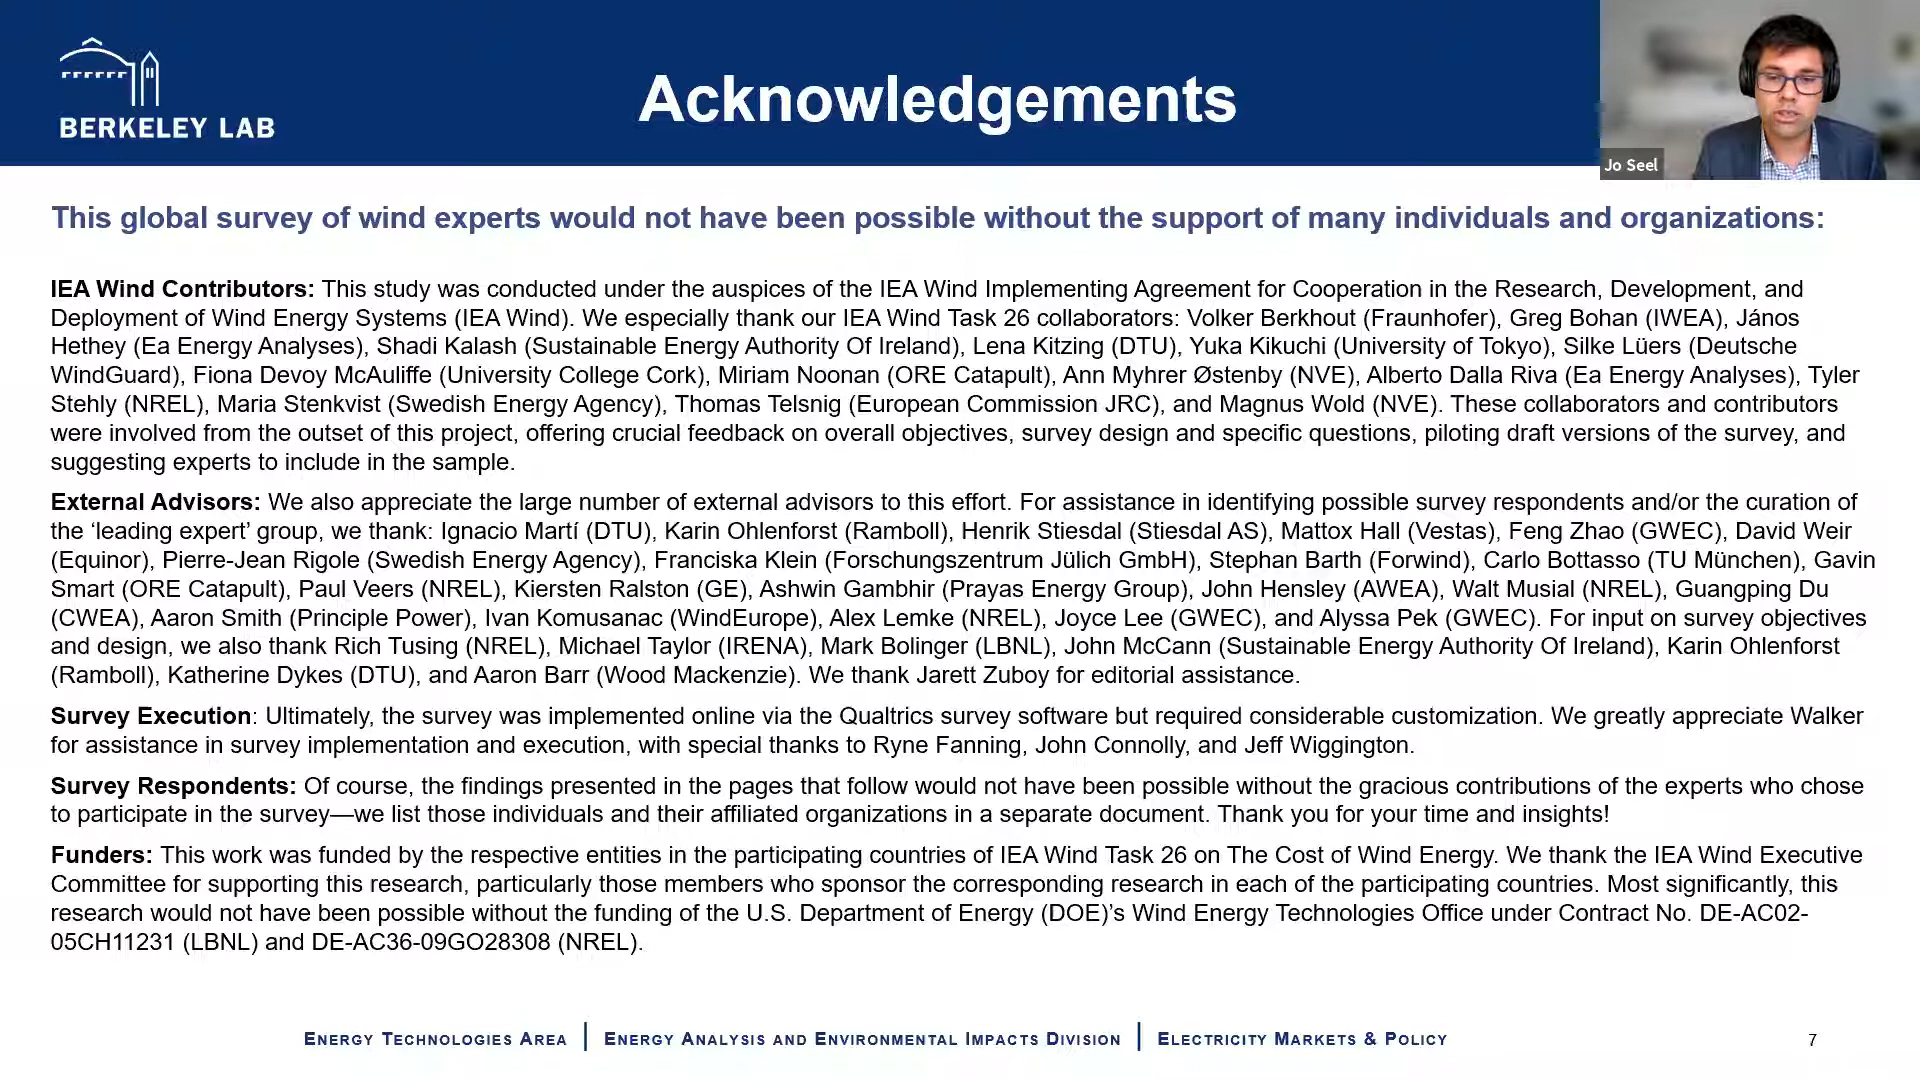 BERKELEY LAB
Acknowledgements
Jo Seel
This global survey of wind experts would not have been possible without the support of many individuals and organizations:
IEA Wind Contributors: This study was conducted under the auspices of the IEA Wind Implementing Agreement for Cooperation in the Research, Development, and
Deployment of Wind Energy Systems (IEA Wind). We especially thank our IEA Wind Task 26 collaborators: Volker Berkhout (Fraunhofer), Greg Bohan (IWEA), János
Hethey (Ea Energy Analyses), Shadi Kalash (Sustainable Energy Authority Of Ireland), Lena Kitzing (DTU), Yuka Kikuchi (University of Tokyo), Silke Lüers (Deutsche
WindGuard), Fiona Devoy McAuliffe (University College Cork), Miriam Noonan (ORE Catapult), Ann Myhrer Østenby (NVE), Alberto Dalla Riva (Ea Energy Analyses), Tyler
Stehly (NREL), Maria Stenkvist (Swedish Energy Agency), Thomas Telsnig (European Commission JRC), and Magnus Wold (NVE). These collaborators and contributors
were involved from the outset of this project, offering crucial feedback on overall objectives, survey design and specific questions, piloting draft versions of the survey, and
suggesting experts to include in the sample.
External Advisors: We also appreciate the large number of external advisors to this effort. For assistance in identifying possible survey respondents and/or the curation of
the ‘leading expert’ group, we thank: Ignacio Martí (DTU), Karin Ohlenforst (Ramboll), Henrik Stiesdal (Stiesdal AS), Mattox Hall (Vestas), Feng Zhao (GWEC), David Weir
(Equinor), Pierre-Jean Rigole (Swedish Energy Agency), Franciska Klein (Forschungszentrum Jülich GmbH), Stephan Barth (Forwind), Carlo Bottasso (TU München), Gavin
Smart (ORE Catapult), Paul Veers (NREL), Kiersten Ralston (GE), Ashwin Gambhir (Prayas Energy Group), John Hensley (AWEA), Walt Musial (NREL), Guangping Du
(CWEA), Aaron Smith (Principle Power), Ivan Komusanac (WindEurope), Alex Lemke (NREL), Joyce Lee (GWEC), and Alyssa Pek (GWEC). For input on survey objectives
and design, we also thank Rich Tusing (NREL), Michael Taylor (IRENA), Mark Bolinger (LBNL), John McCann (Sustainable Energy Authority Of Ireland), Karin Ohlenforst
(Ramboll), Katherine Dykes (DTU), and Aaron Barr (Wood Mackenzie). We thank Jarett Zuboy for editorial assistance.
Survey Execution: Ultimately, the survey was implemented online via the Qualtrics survey software but required considerable customization. We greatly appreciate Walker
for assistance in survey implementation and execution, with special thanks to Ryne Fanning, John Connolly, and Jeff Wiggington.
Survey Respondents: Of course, the findings presented in the pages that follow would not have been possible without the gracious contributions of the experts who chose
to participate in the survey—we list those individuals and their affiliated organizations in a separate document. Thank you for your time and insights!
Funders: This work was funded by the respective entities in the participating countries of IEA Wind Task 26 on The Cost of Wind Energy. We thank the IEA Wind Executive
Committee for supporting this research, particularly those members who sponsor the corresponding research in each of the participating countries. Most significantly, this
research would not have been possible without the funding of the U.S. Department of Energy (DOE)’s Wind Energy Technologies Office under Contract No. DE-AC02-
05CH11231 (LBNL) and DE-AC36-09GO28308 (NREL).
ENERGY TECHNOLOGIES AREA | ENERGY ANALYSIS AND ENVIRONMENTAL IMPACTS DIVISION | ELECTRICITY MARKETS & POLICY
7